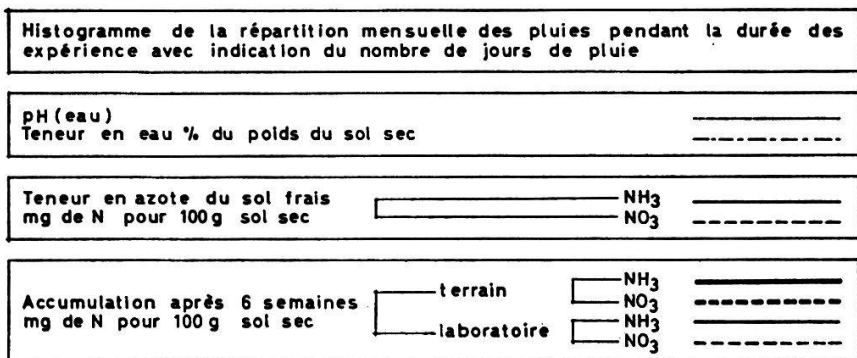 Histogramme de la répartition mensuelle des pluies pendant la durée des
expérience avec indication du nombre de jours de pluie
pH (eau)
Teneur en eau % du poids du sol sec
Teneur en azote du sol frais NH3
mg de N pour 100 g sol sec NO3
NH3
terrain
Accumulation après 6 semaines NO3
mg de N pour 100 g sol sec NH3
laboratoire
NO3